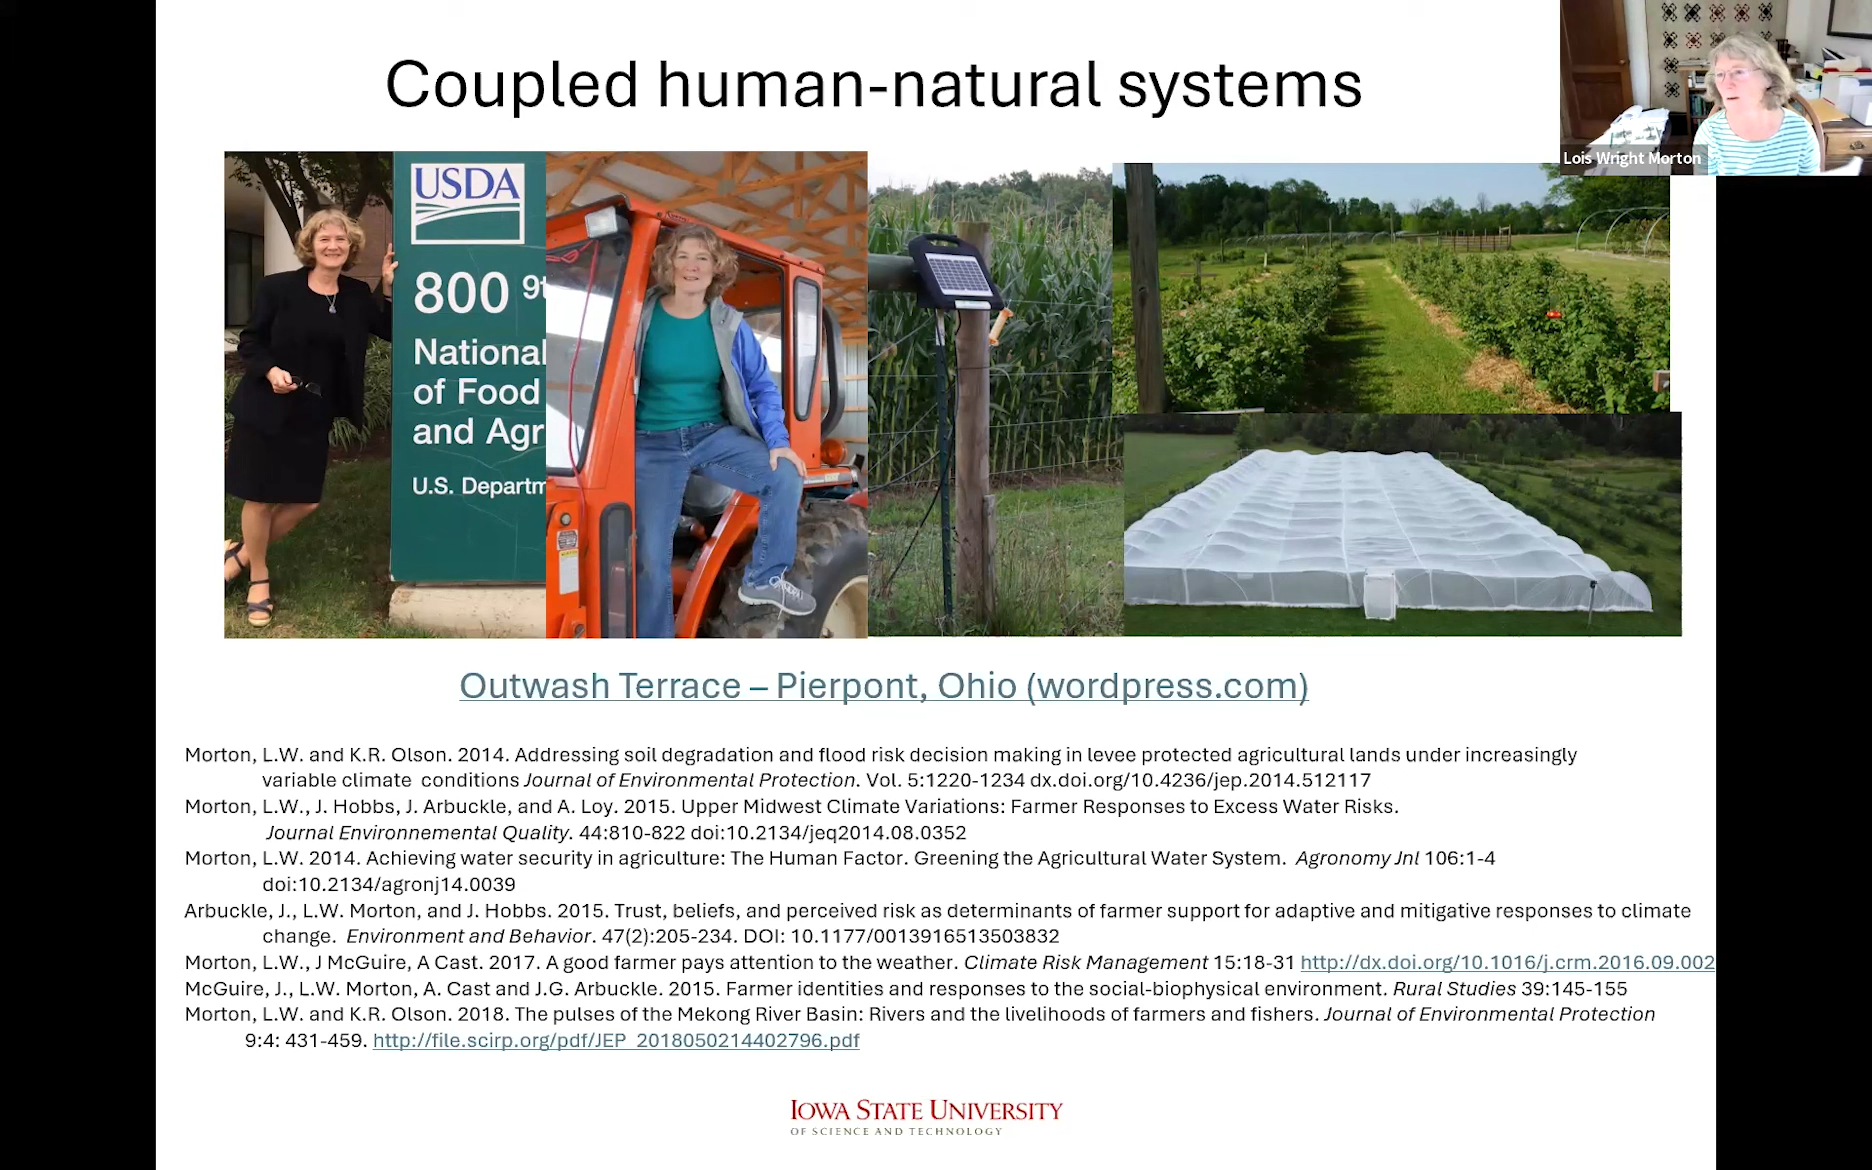 Coupled human-natural systems
Lois Wright Morton
USDA
800 9t
National
of Food
and Agr
U.S. Departm
Outwash Terrace – Pierpont, Ohio (wordpress.com)
Morton, L.W. and K.R. Olson. 2014. Addressing soil degradation and flood risk decision making in levee protected agricultural lands under increasingly
variable climate conditions Journal of Environmental Protection. Vol. 5:1220-1234 dx.doi.org/10.4236/jep.2014.512117
Morton, L.W., J. Hobbs, J. Arbuckle, and A. Loy. 2015. Upper Midwest Climate Variations: Farmer Responses to Excess Water Risks.
Journal Environnemental Quality. 44:810-822 doi:10.2134/jeq2014.08.0352
Morton, L.W. 2014. Achieving water security in agriculture: The Human Factor. Greening the Agricultural Water System. Agronomy Jnl 106:1-4
doi:10.2134/agronj14.0039
Arbuckle, J., L.W. Morton, and J. Hobbs. 2015. Trust, beliefs, and perceived risk as determinants of farmer support for adaptive and mitigative responses to climate
change. Environment and Behavior. 47(2):205-234. DOI: 10.1177/0013916513503832
Morton, L.W., J McGuire, A Cast. 2017. A good farmer pays attention to the weather. Climate Risk Management 15:18-31 http://dx.doi.org/10.1016/j.crm.2016.09.002
McGuire, J., L.W. Morton, A. Cast and J.G. Arbuckle. 2015. Farmer identities and responses to the social-biophysical environment. Rural Studies 39:145-155
Morton, L.W. and K.R. Olson. 2018. The pulses of the Mekong River Basin: Rivers and the livelihoods of farmers and fishers. Journal of Environmental Protection
9:4: 431-459. http://file.scirp.org/pdf/JEP_2018050214402796.pdf
IOWA STATE UNIVERSITY
OF SCIENCE AND TECHNOLOGY